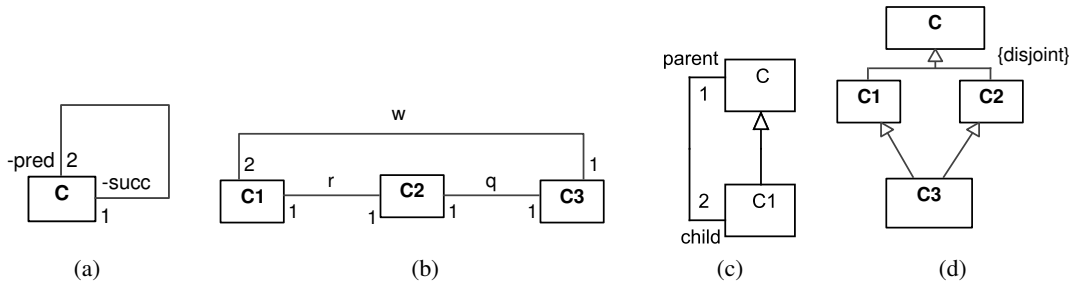 -pred
2
C
-succ
1
(a)
w
2
1
C1
r
C2
q
C3
1
1
1
1
(b)
parent
C
1
2
C1
child
(c)
C
{disjoint}
C1
C2
C3
(d)